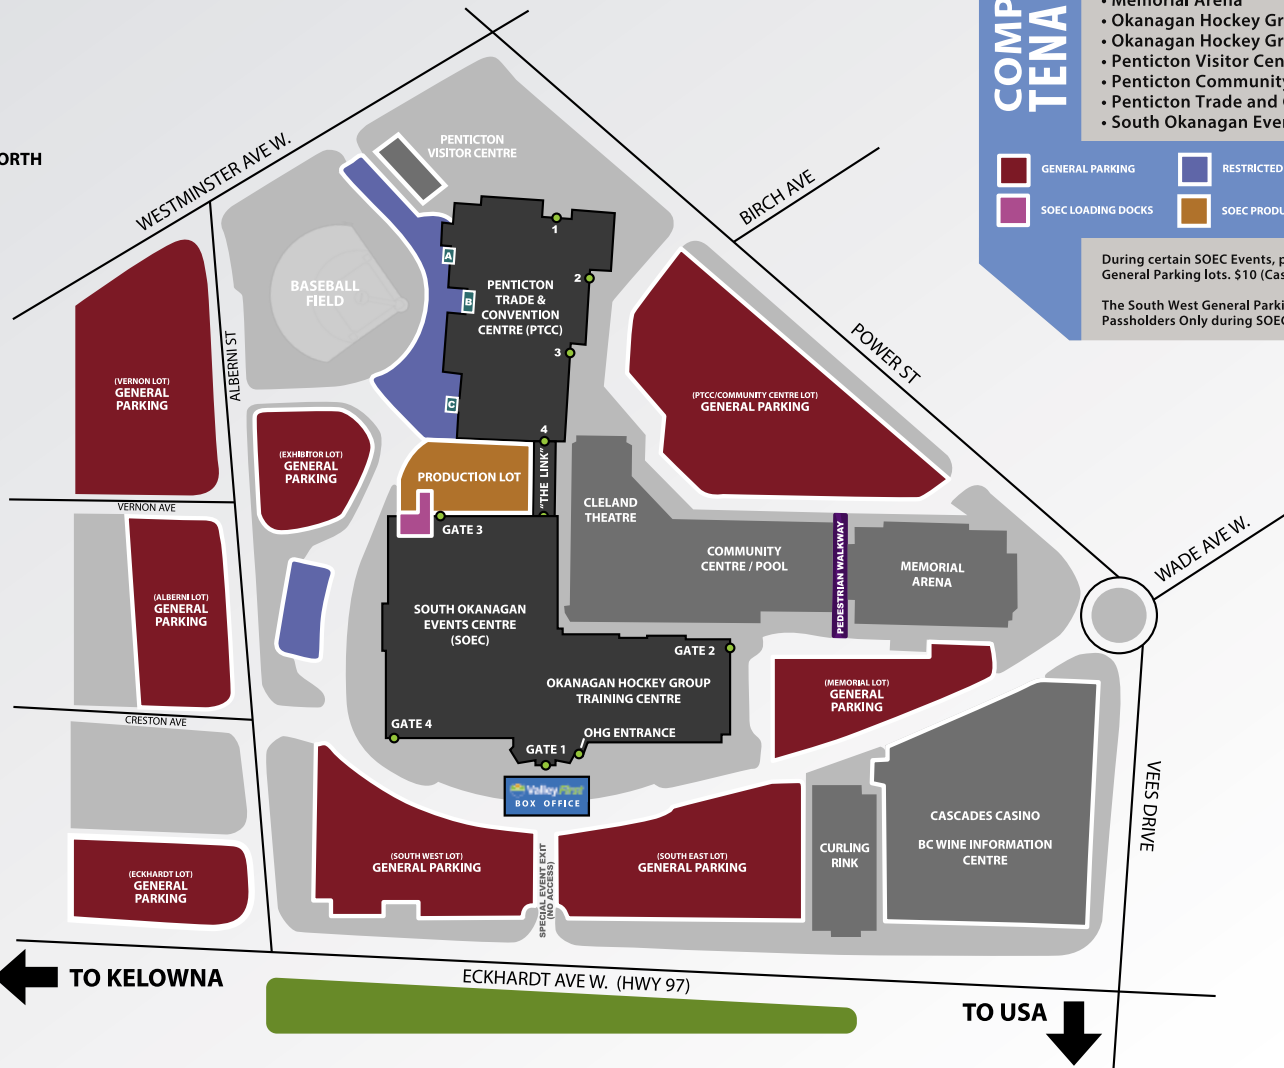 COMP
TENA
• Memorial Arena
• Okanagan Hockey Gr
• Okanagan Hockey Gr
• Penticton Visitor Cen
• Penticton Community
• Penticton Trade and
• South Okanagan Eve
GENERAL PARKING
RESTRICTED
SOEC LOADING DOCKS
SOEC PRODU
During certain SOEC Events, p
General Parking lots. $10 (Cas
The South West General Parki
Passholders Only during SOEC
ORTH
WESTMINSTER AVE W.
PENTICTON
VISITOR CENTRE
BIRCH AVE
1
A
2
BASEBALL
FIELD
B
PENTICTON
TRADE &
CONVENTION
CENTRE (PTCC)
3
POWER ST
ALBERNI ST
(VERNON LOT)
GENERAL
PARKING
(PTCC/COMMUNITY CENTRE LOT)
GENERAL PARKING
C
4
(EXHIBITOR LOT)
GENERAL
PARKING
PRODUCTION LOT
"THE LINK"
VERNON AVE
CLELAND
THEATRE
GATE 3
COMMUNITY
CENTRE / POOL
PEDESTRIAN WALKWAY
MEMORIAL
ARENA
WADE AVE W.
(ALBERNI LOT)
GENERAL
PARKING
SOUTH OKANAGAN
EVENTS CENTRE
(SOEC)
GATE 2
OKANAGAN HOCKEY GROUP
TRAINING CENTRE
(MEMORIAL LOT)
GENERAL
PARKING
CRESTON AVE
GATE 4
OHG ENTRANCE
GATE 1
Valley First
BOX OFFICE
VEES DRIVE
CASCADES CASINO
BC WINE INFORMATION
CENTRE
CURLING
RINK
(SOUTH WEST LOT)
GENERAL PARKING
SPECIAL EVENT EXIT
(NO ACCESS)
(SOUTH EAST LOT)
GENERAL PARKING
(ECKHARDT LOT)
GENERAL
PARKING
TO KELOWNA
ECKHARDT AVE W. (HWY 97)
TO USA